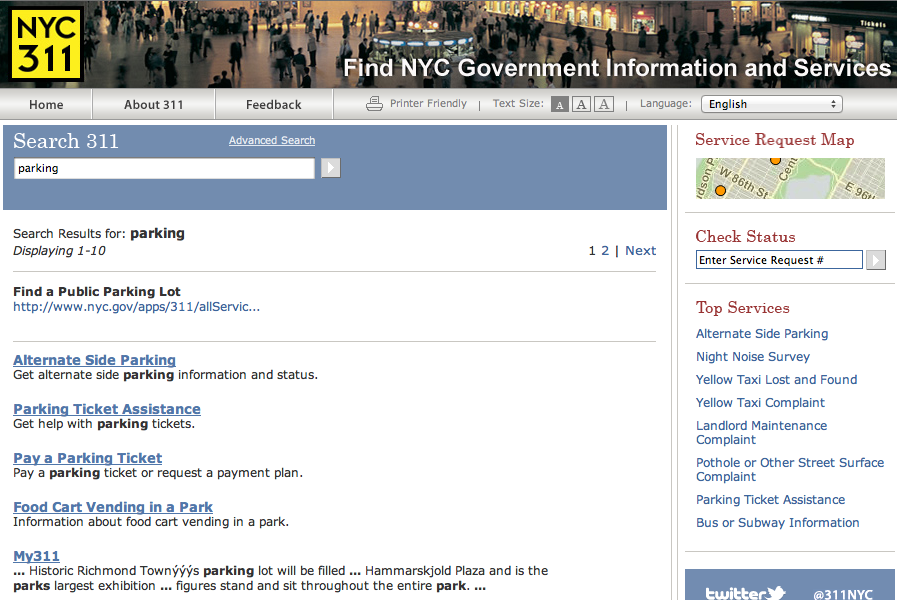 NYC
311
Tickets
Find NYC Government Information and Services
Home
About 311
Feedback
Printer Friendly | Text Size: A A A | Language: English
Search 311
Advanced Search
parking
Search Results for: parking
Displaying 1-10
1 2 | Next
Find a Public Parking Lot
http://www.nyc.gov/apps/311/allServic...
Alternate Side Parking
Get alternate side parking information and status.
Parking Ticket Assistance
Get help with parking tickets.
Pay a Parking Ticket
Pay a parking ticket or request a payment plan.
Food Cart Vending in a Park
Information about food cart vending in a park.
My311
... Historic Richmond Townýýýs parking lot will be filled ... Hammarskjold Plaza and is the
parks largest exhibition ... figures stand and sit throughout the entire park. ...
Service Request Map
W 86th St
E 96th
Check Status
Enter Service Request #
Top Services
Alternate Side Parking
Night Noise Survey
Yellow Taxi Lost and Found
Yellow Taxi Complaint
Landlord Maintenance
Complaint
Pothole or Other Street Surface
Complaint
Parking Ticket Assistance
Bus or Subway Information
twitter @311NYC